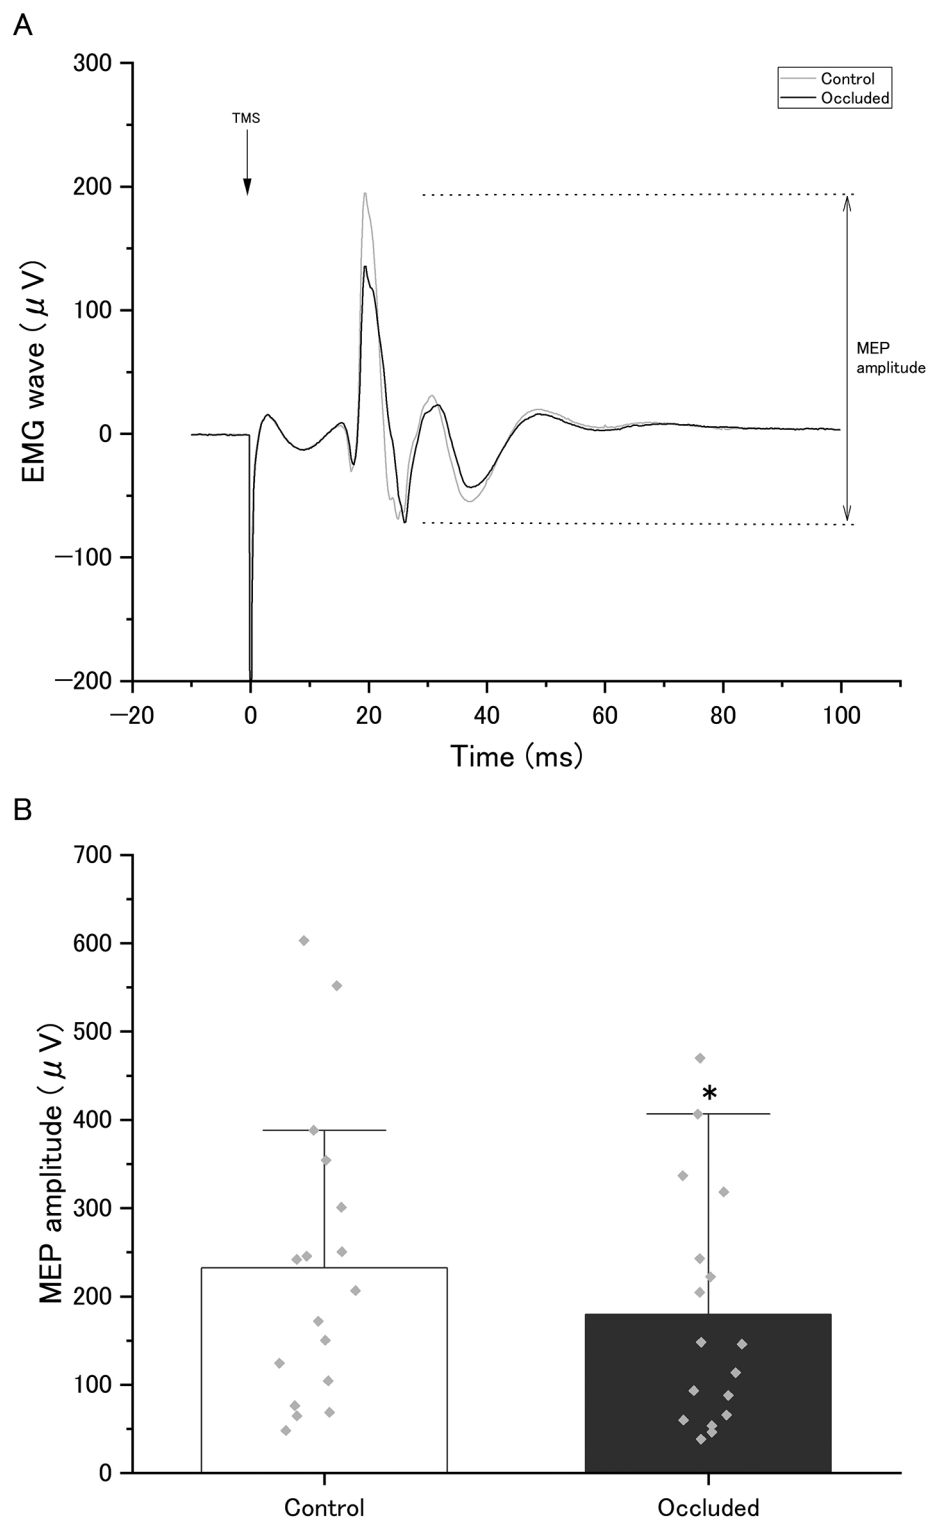 A
300
200
100
0
−100
−200
EMG wave (μV)
TMS
Control
Occluded
MEP
amplitude
−20 0 20 40 60 80 100
Time (ms)
B
700
600
500
400
300
200
100
0
MEP amplitude (μV)
*
Control Occluded